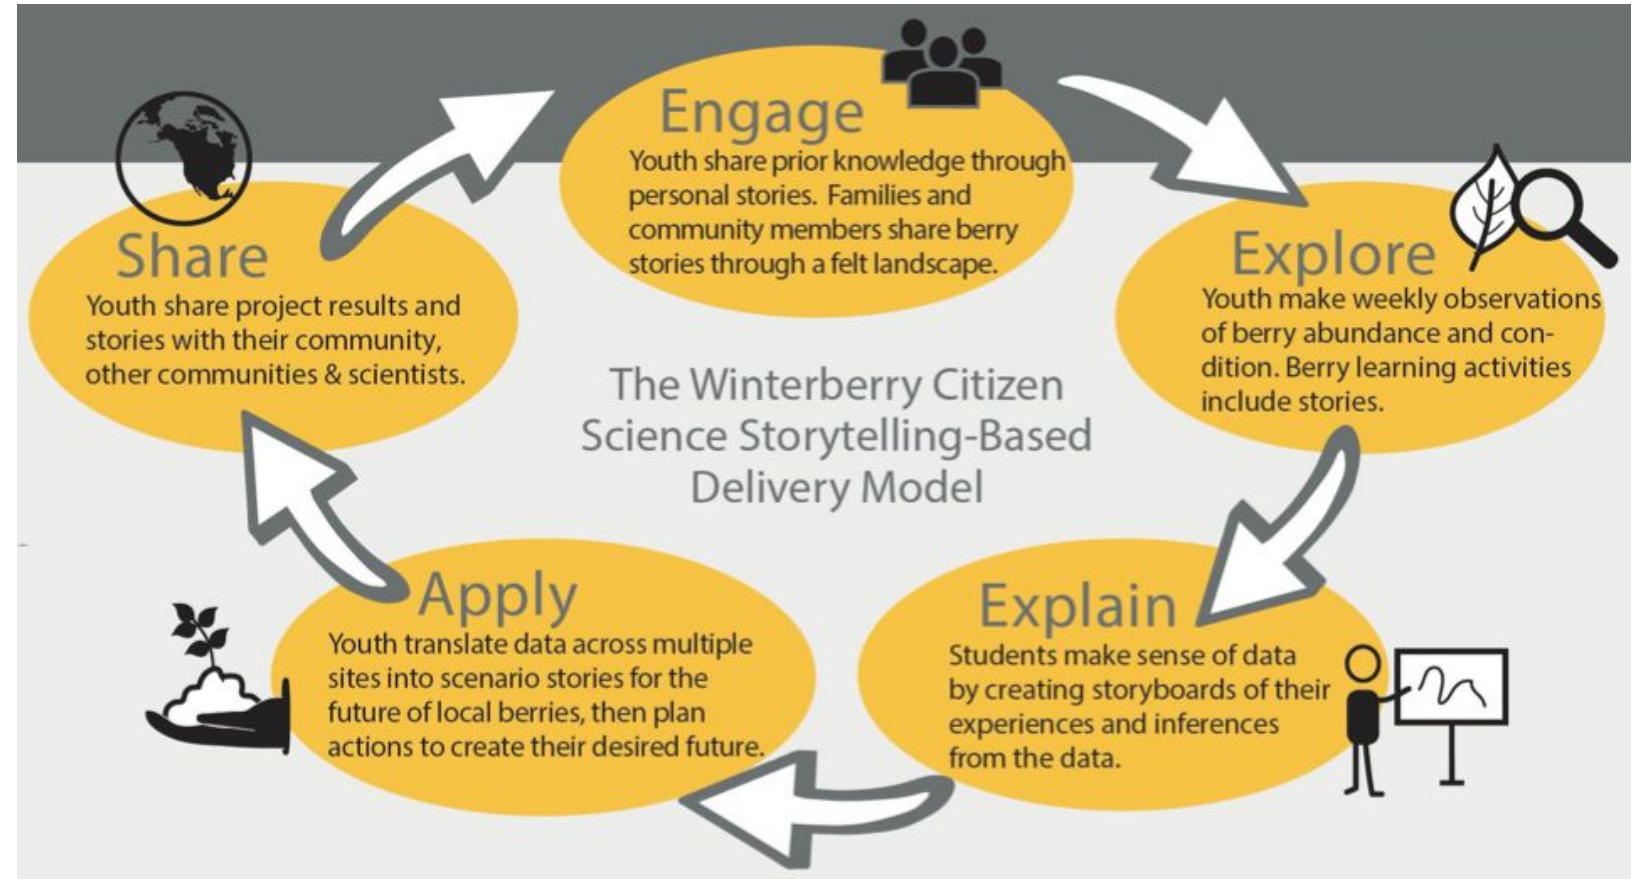 Engage
Youth share prior knowledge through
personal stories. Families and
community members share berry
stories through a felt landscape.
Explore
Youth make weekly observations
of berry abundance and con-
dition. Berry learning activities
include stories.
Explain
Students make sense of data
by creating storyboards of their
experiences and inferences
from the data.
Apply
Youth translate data across multiple
sites into scenario stories for the
future of local berries, then plan
actions to create their desired future.
Share
Youth share project results and
stories with their community,
other communities & scientists.
The Winterberry Citizen
Science Storytelling-Based
Delivery Model